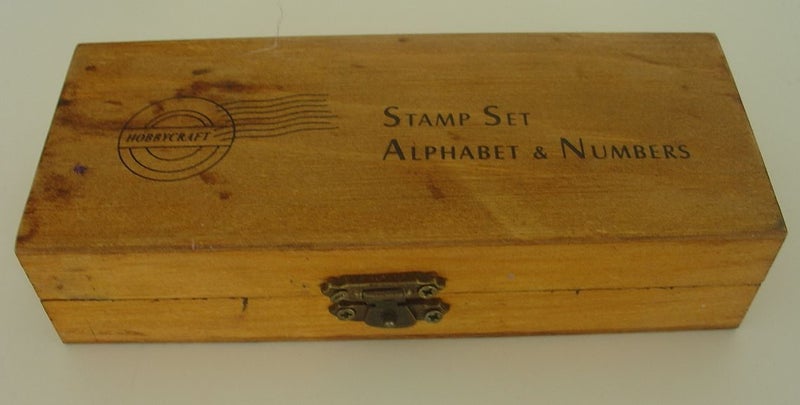 HOBBYCRAFT
STAMP SET
ALPHABET & NUMBERS